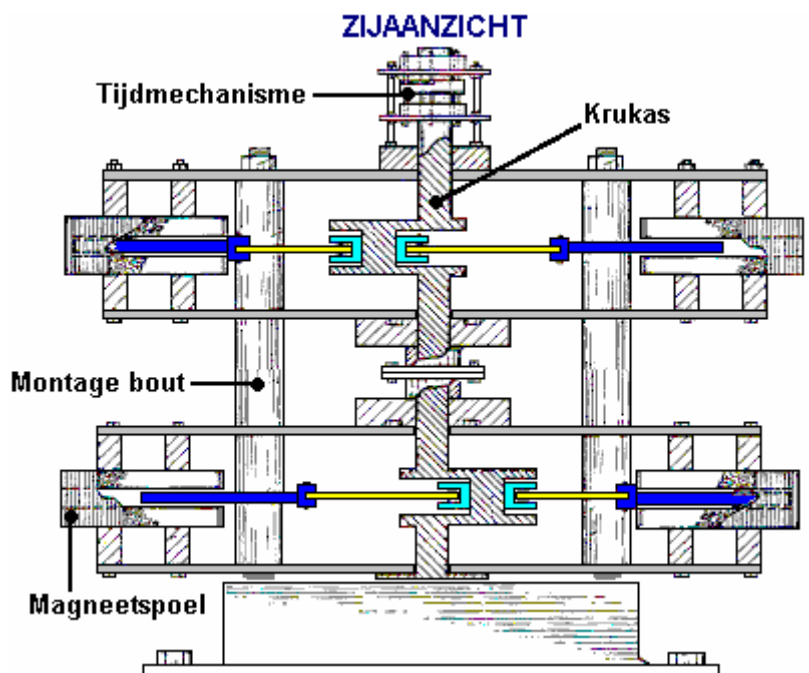 ZIJAANZICHT
Tijdmechanisme
Krukas
Montage bout
Magneetspoel